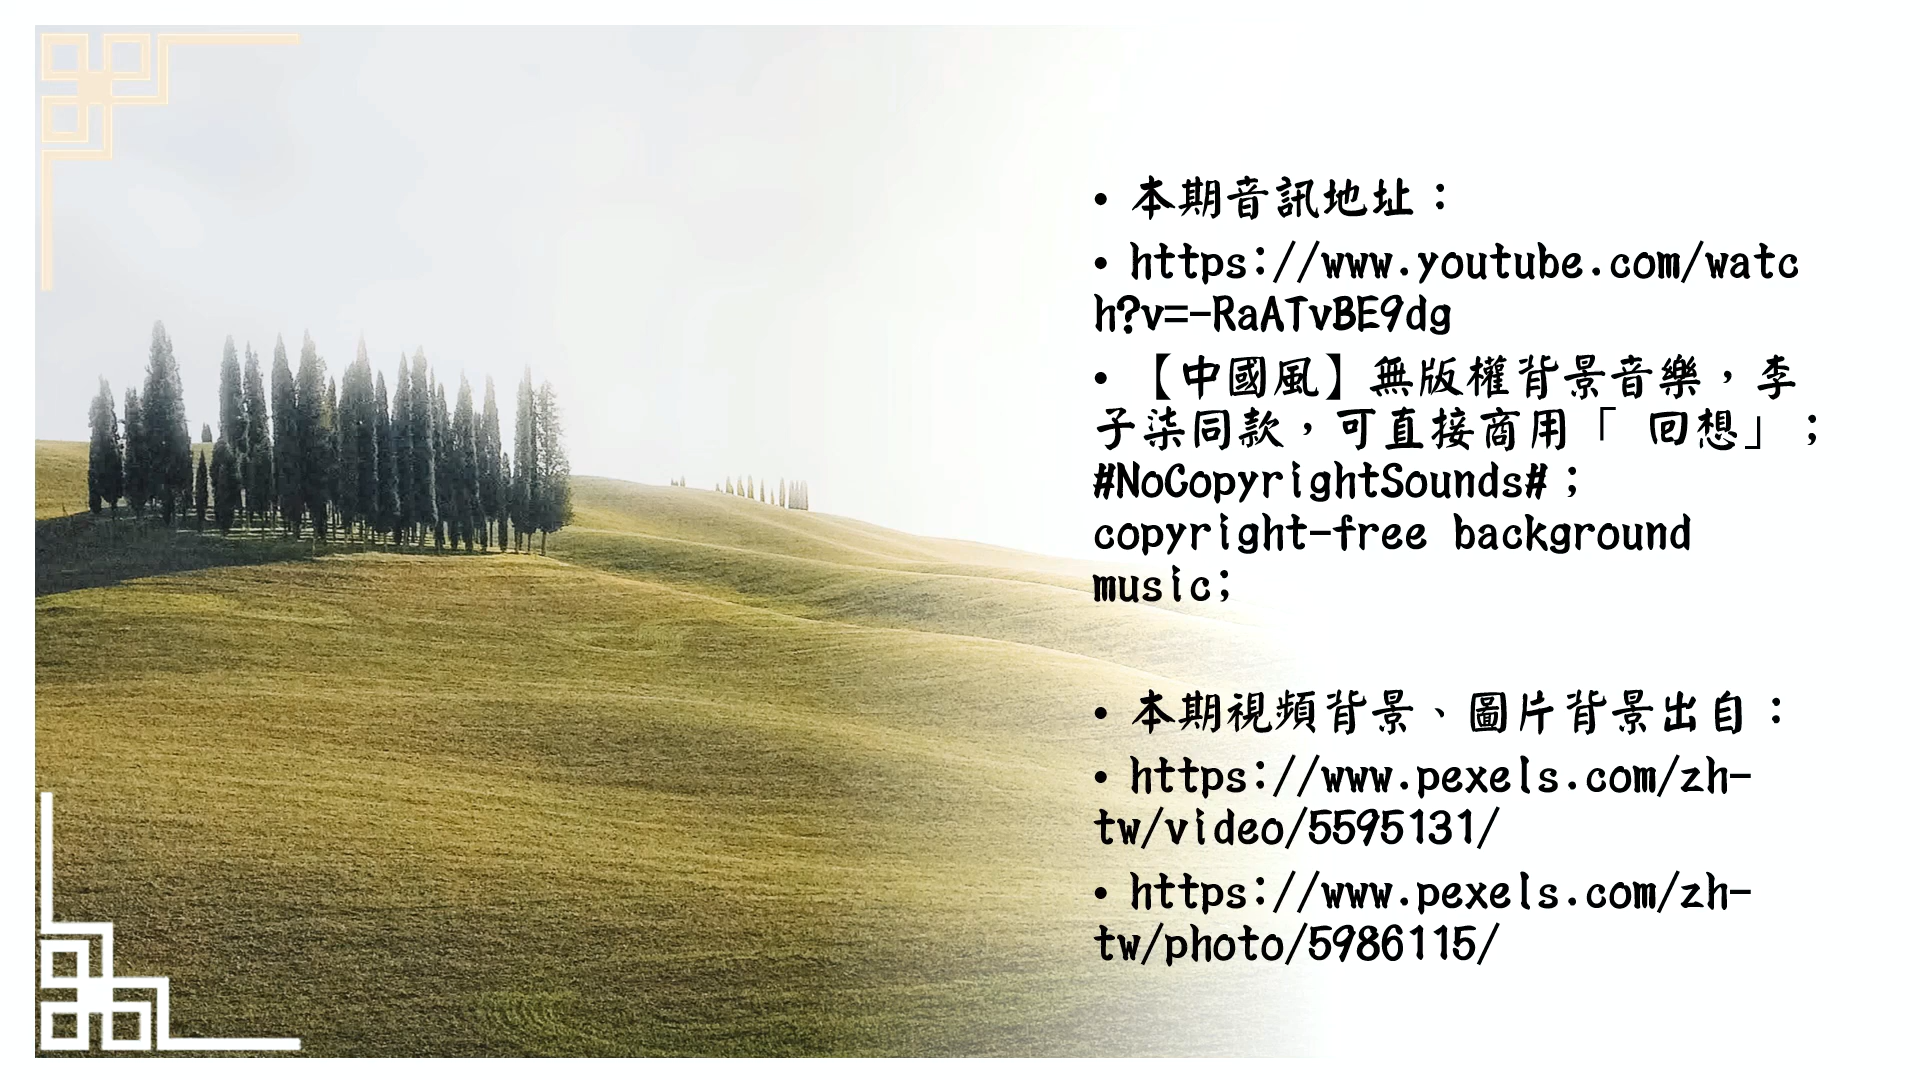 • 本期音訊地址：
• https://www.youtube.com/watc
h?v=-RaATvBE9dg
• 【中國風】無版權背景音樂，李
子柒同款，可直接商用「 回想」；
#NoCopyrightSounds#；
copyright-free background
music;
• 本期視頻背景、圖片背景出自：
• https://www.pexels.com/zh-
tw/video/5595131/
• https://www.pexels.com/zh-
tw/photo/5986115/